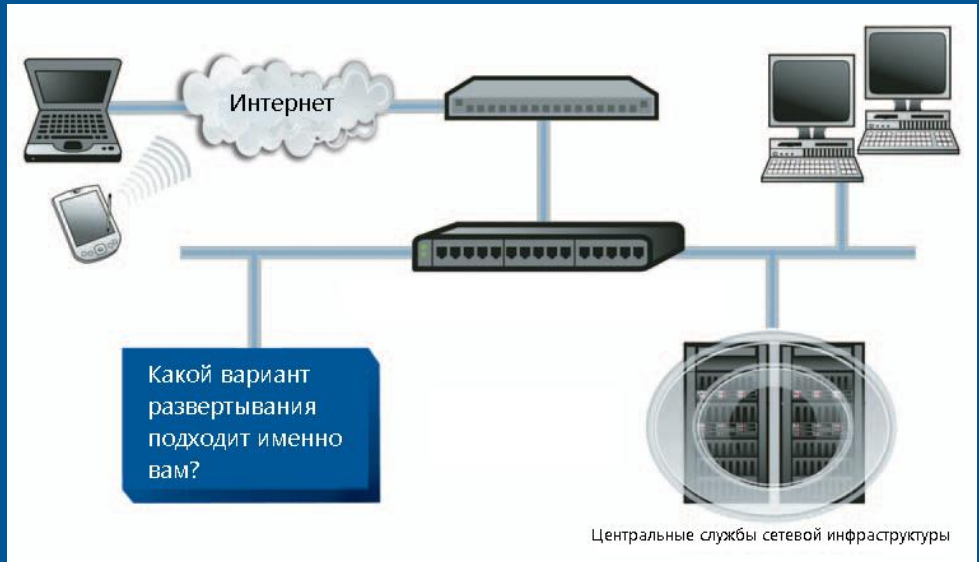 Интернет
Какой вариант
развертывания
подходит именно
вам?
Центральные службы сетевой инфраструктуры